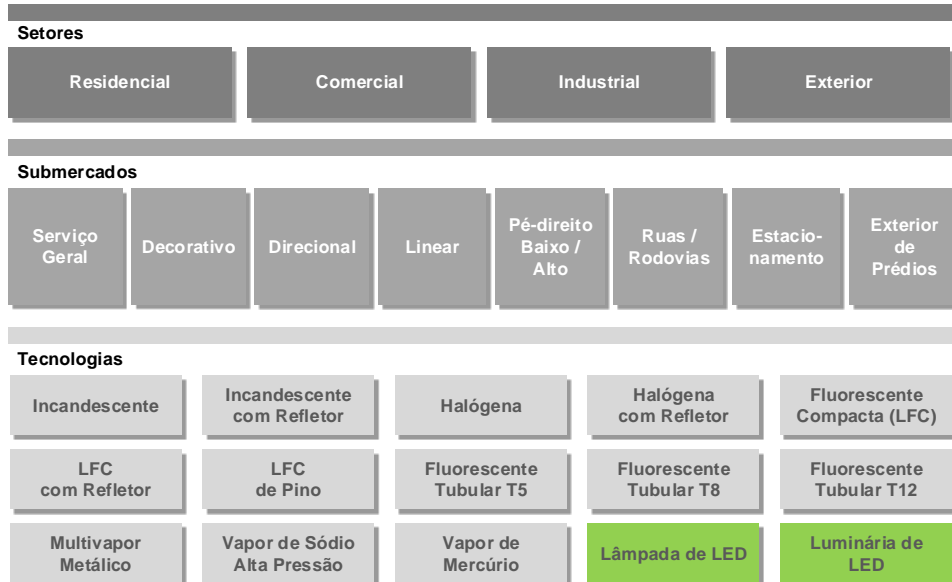 Setores
Residencial
Comercial
Industrial
Exterior
Submercados
Serviço
Geral
Decorativo
Direcional
Linear
Pé-direito
Baixo /
Alto
Ruas /
Rodovias
Estacio-
namento
Exterior
de
Prédios
Tecnologias
Incandescente
Incandescente
com Refletor
Halógena
Halógena
com Refletor
Fluorescente
Compacta (LFC)
LFC
com Refletor
LFC
de Pino
Fluorescente
Tubular T5
Fluorescente
Tubular T8
Fluorescente
Tubular T12
Multivapor
Metálico
Vapor de Sódio
Alta Pressão
Vapor de
Mercúrio
Lâmpada de LED
Luminária de
LED